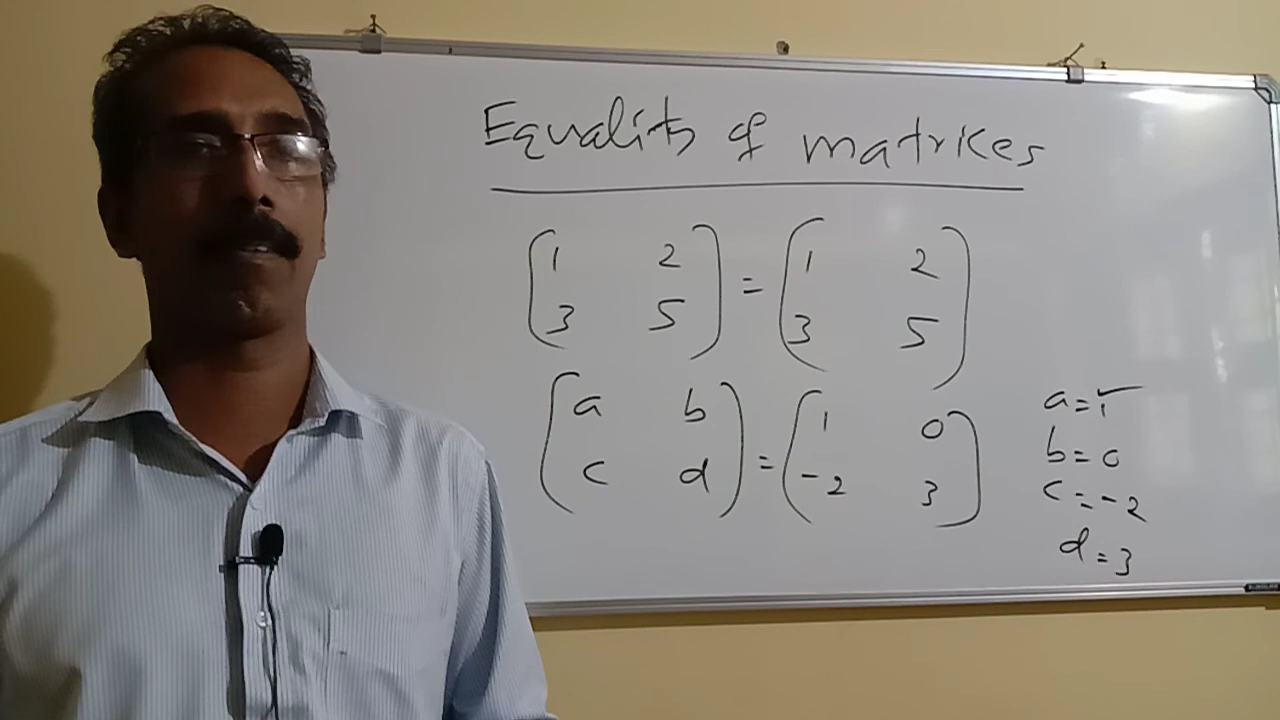 Equality of matrices
1 2 = 1 2
3 5 3 5
a b = 1 0
c d -2 3
a = 1
b = 0
c = -2
d = 3